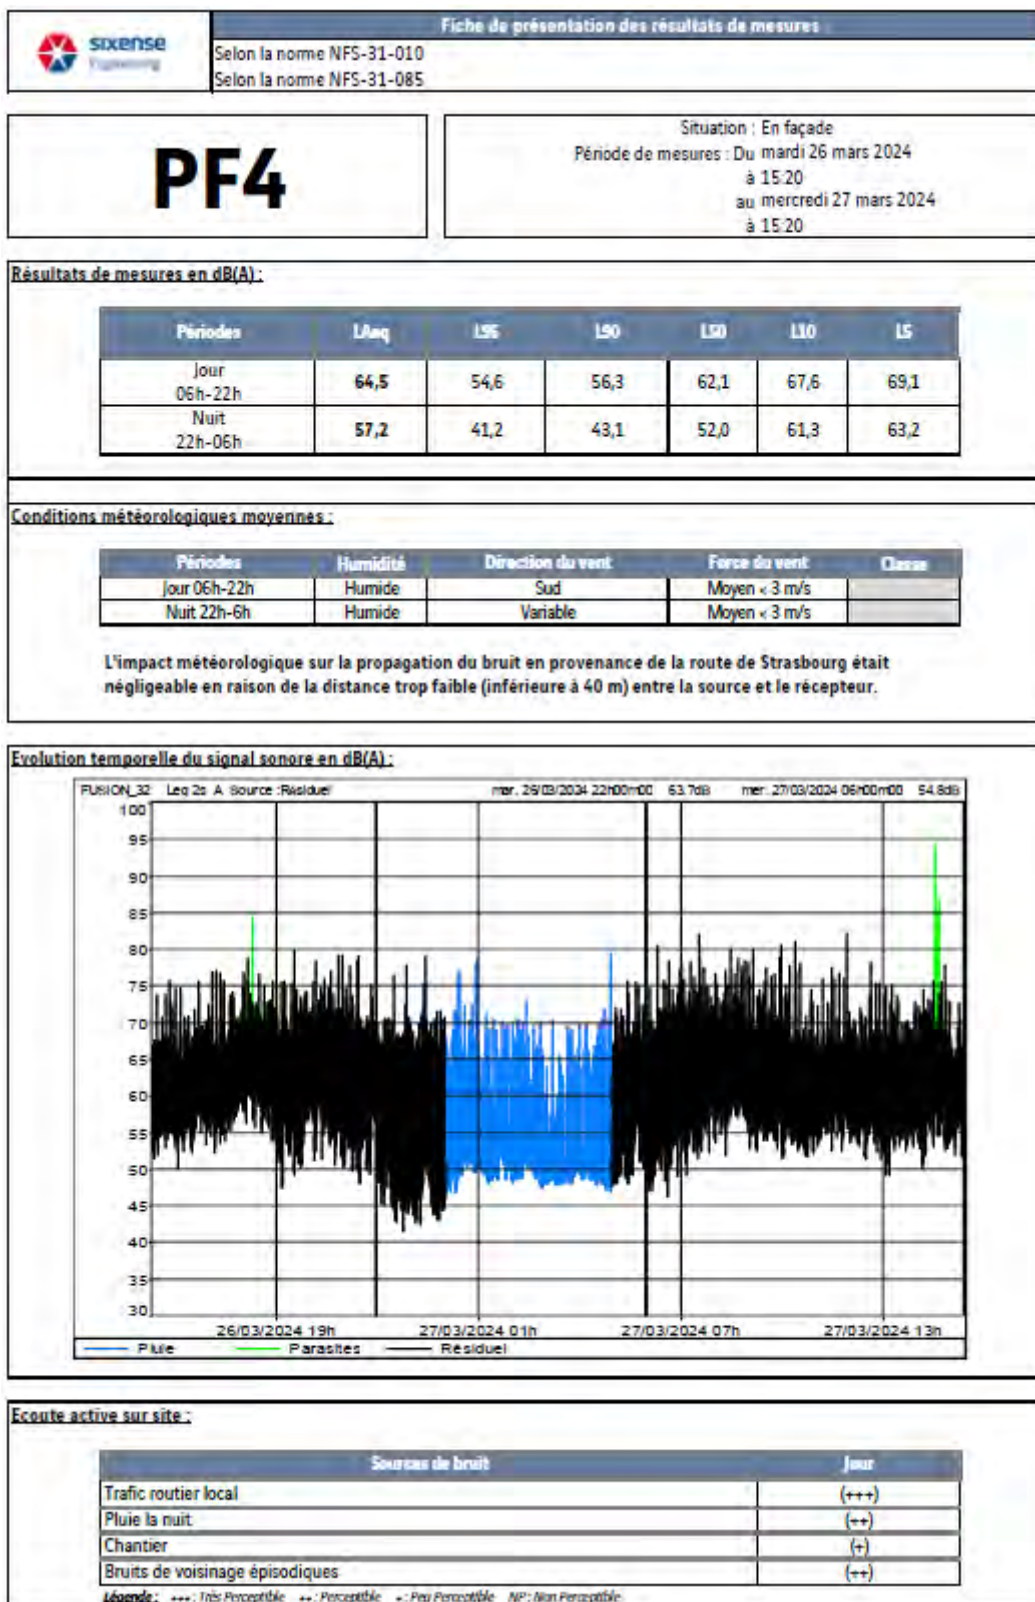 Fiche de présentation des résultats de mesures
sixense
Engineering
Selon la norme NFS-31-010
Selon la norme NFS-31-085
PF4
Situation : En façade
Période de mesures : Du mardi 26 mars 2024
à 15:20
au mercredi 27 mars 2024
à 15:20
Résultats de mesures en dB(A) :
Périodes LAeq L95 L90 L50 L10 L5
Jour
06h-22h 64,5 54,6 56,3 62,1 67,6 69,1
Nuit
22h-06h 57,2 41,2 43,1 52,0 61,3 63,2
Conditions météorologiques moyennes :
Périodes Humidité Direction du vent Force du vent Classe
Jour 06h-22h Humide Sud Moyen < 3 m/s
Nuit 22h-6h Humide Variable Moyen < 3 m/s
L'impact météorologique sur la propagation du bruit en provenance de la route de Strasbourg était
négligeable en raison de la distance trop faible (inférieure à 40 m) entre la source et le récepteur.
Evolution temporelle du signal sonore en dB(A) :
FUSION_32 Leq 2s A Source :Résiduel mar. 26/03/2024 22h00m00 63.7dB mer. 27/03/2024 06h00m00 54.8dB
100
95
90
85
80
75
70
65
60
55
50
45
40
35
30
26/03/2024 19h 27/03/2024 01h 27/03/2024 07h 27/03/2024 13h
Pluie Parasites Résiduel
Ecoute active sur site :
Sources de bruit Jour
Trafic routier local (+++)
Pluie la nuit (++)
Chantier (+)
Bruits de voisinage épisodiques (++)
Légende : +++ : Très Perceptible ++ : Perceptible + : Peu Perceptible NP : Non Perceptible